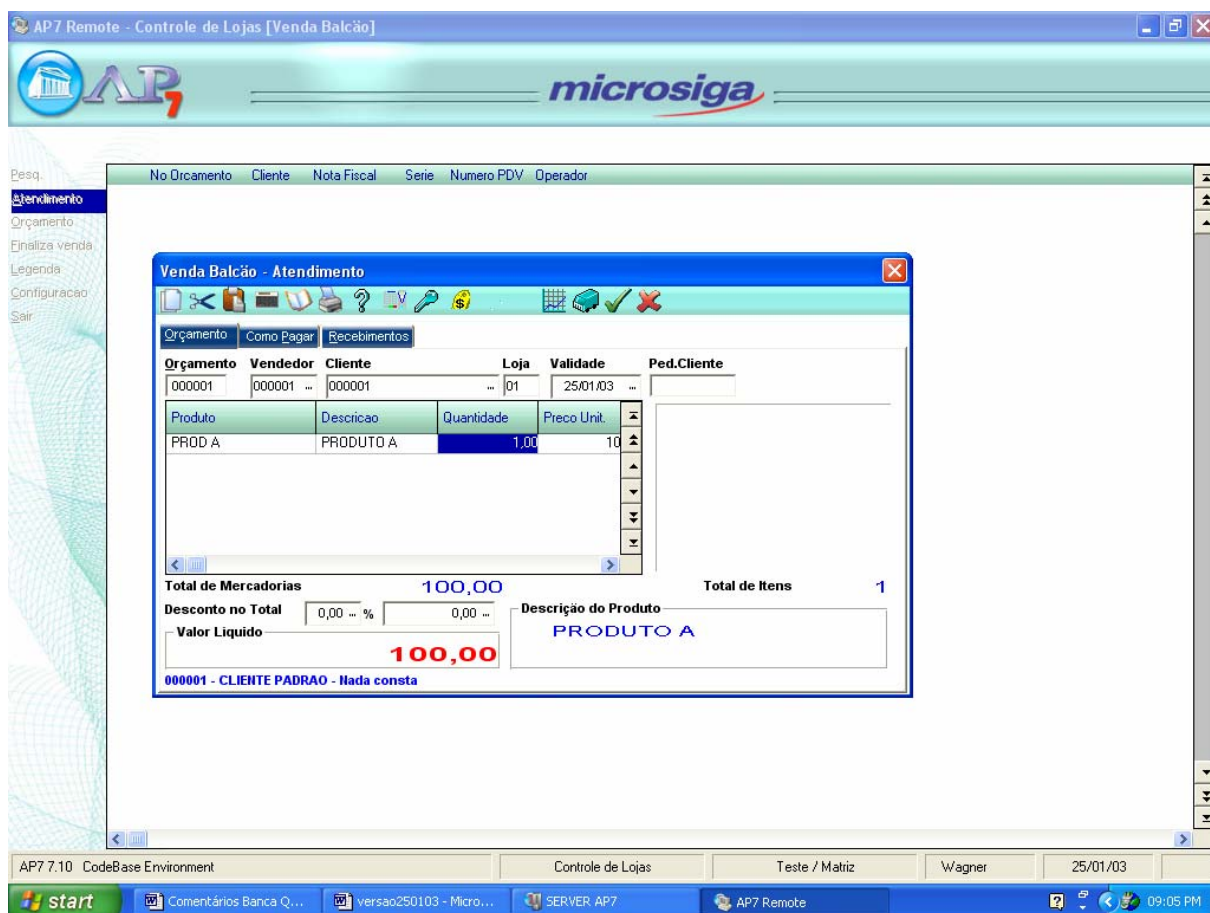 AP7 Remote - Controle de Lojas [Venda Balcão]
AP7 microsiga
Pesq.
Atendimento
Orçamento
Finaliza venda
Legenda
Configuracao
Sair
No Orcamento Cliente Nota Fiscal Serie Numero PDV Operador
Venda Balcão - Atendimento
Orçamento Como Pagar Recebimentos
Orçamento Vendedor Cliente Loja Validade Ped.Cliente
000001 000001 ... 000001 ... 01 25/01/03 ...
Produto Descricao Quantidade Preco Unit.
PROD A PRODUTO A 1,00 10
Total de Mercadorias 100,00 Total de Itens 1
Desconto no Total 0,00 ... % 0,00 ...
Descrição do Produto
PRODUTO A
Valor Liquido
100,00
000001 - CLIENTE PADRAO - Nada consta
AP7 7.10 CodeBase Environment Controle de Lojas Teste / Matriz Wagner 25/01/03
start Comentários Banca Q... versao250103 - Micro... SERVER AP7 AP7 Remote 09:05 PM